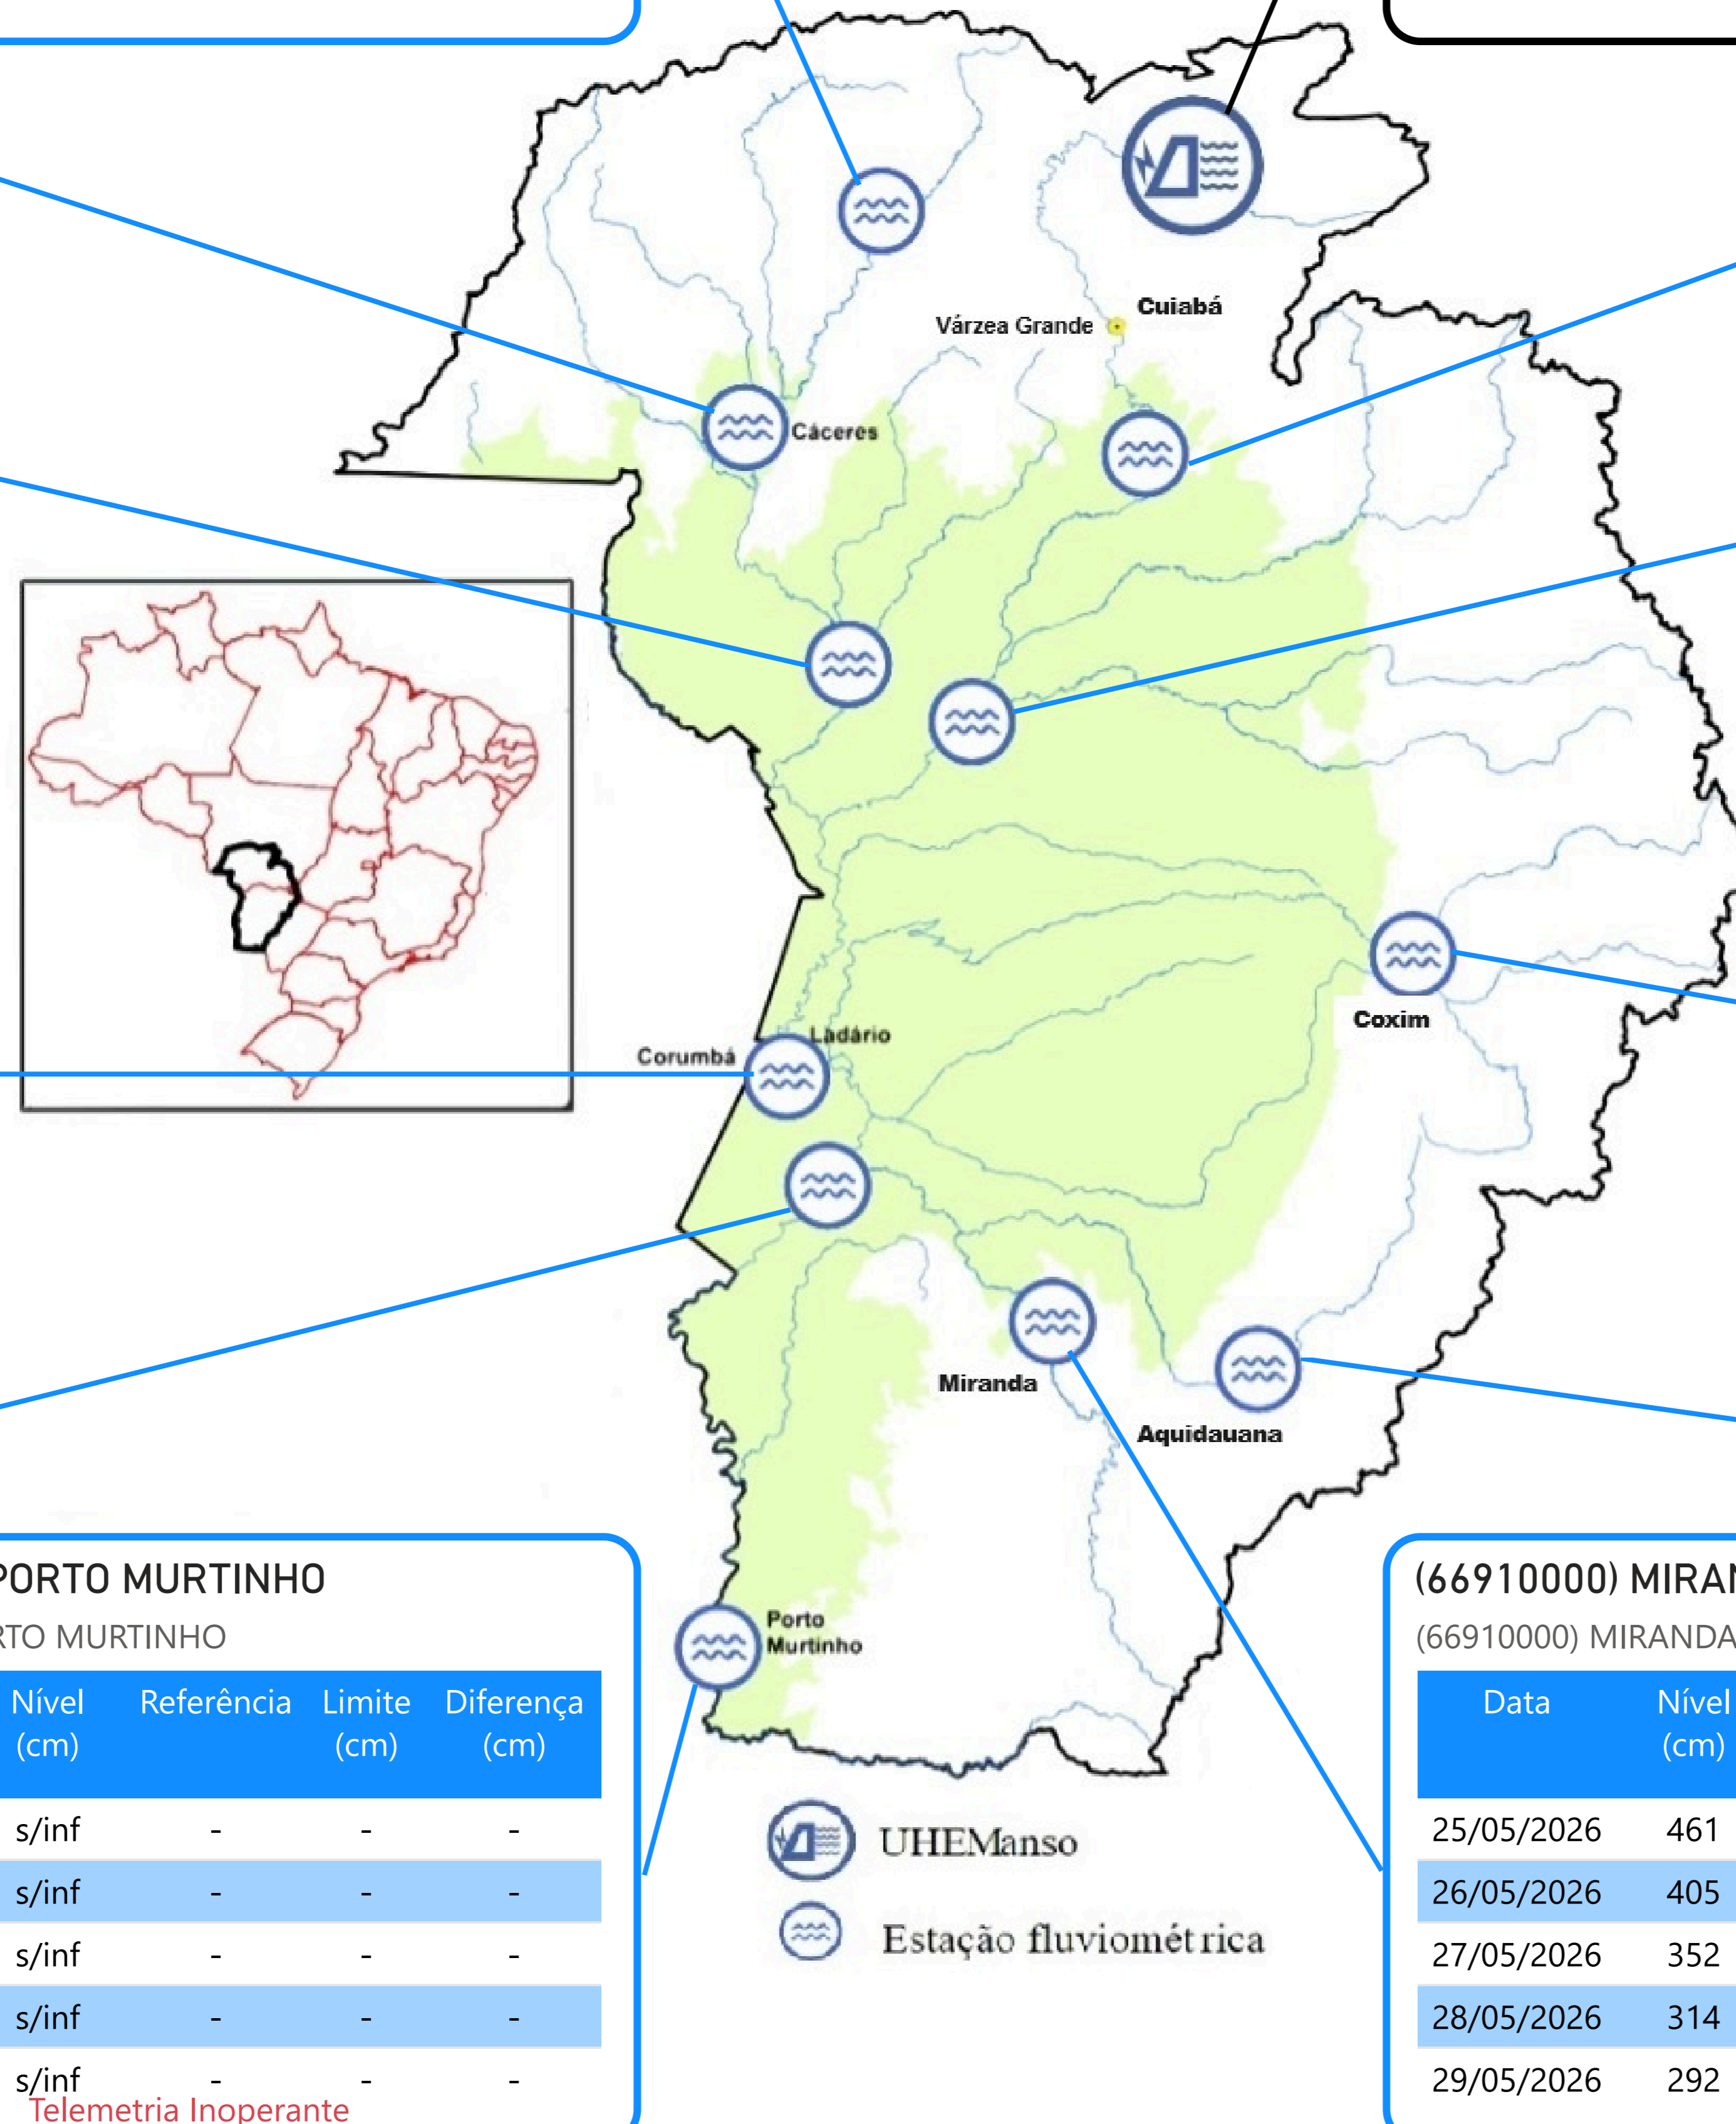 Cuiabá
Várzea Grande
Cáceres
Coxim
Ladário
Corumbá
Miranda
Aquidauana
Porto
Murtinho
UHEManso
Estação fluviométrica
PORTO MURTINHO
RTO MURTINHO
Nível (cm) Referência Limite (cm) Diferença (cm)
s/inf - - -
s/inf - - -
s/inf - - -
s/inf - - -
s/inf - - -
Telemetria Inoperante
(66910000) MIRAN
(66910000) MIRANDA
Data Nível (cm)
25/05/2026 461
26/05/2026 405
27/05/2026 352
28/05/2026 314
29/05/2026 292